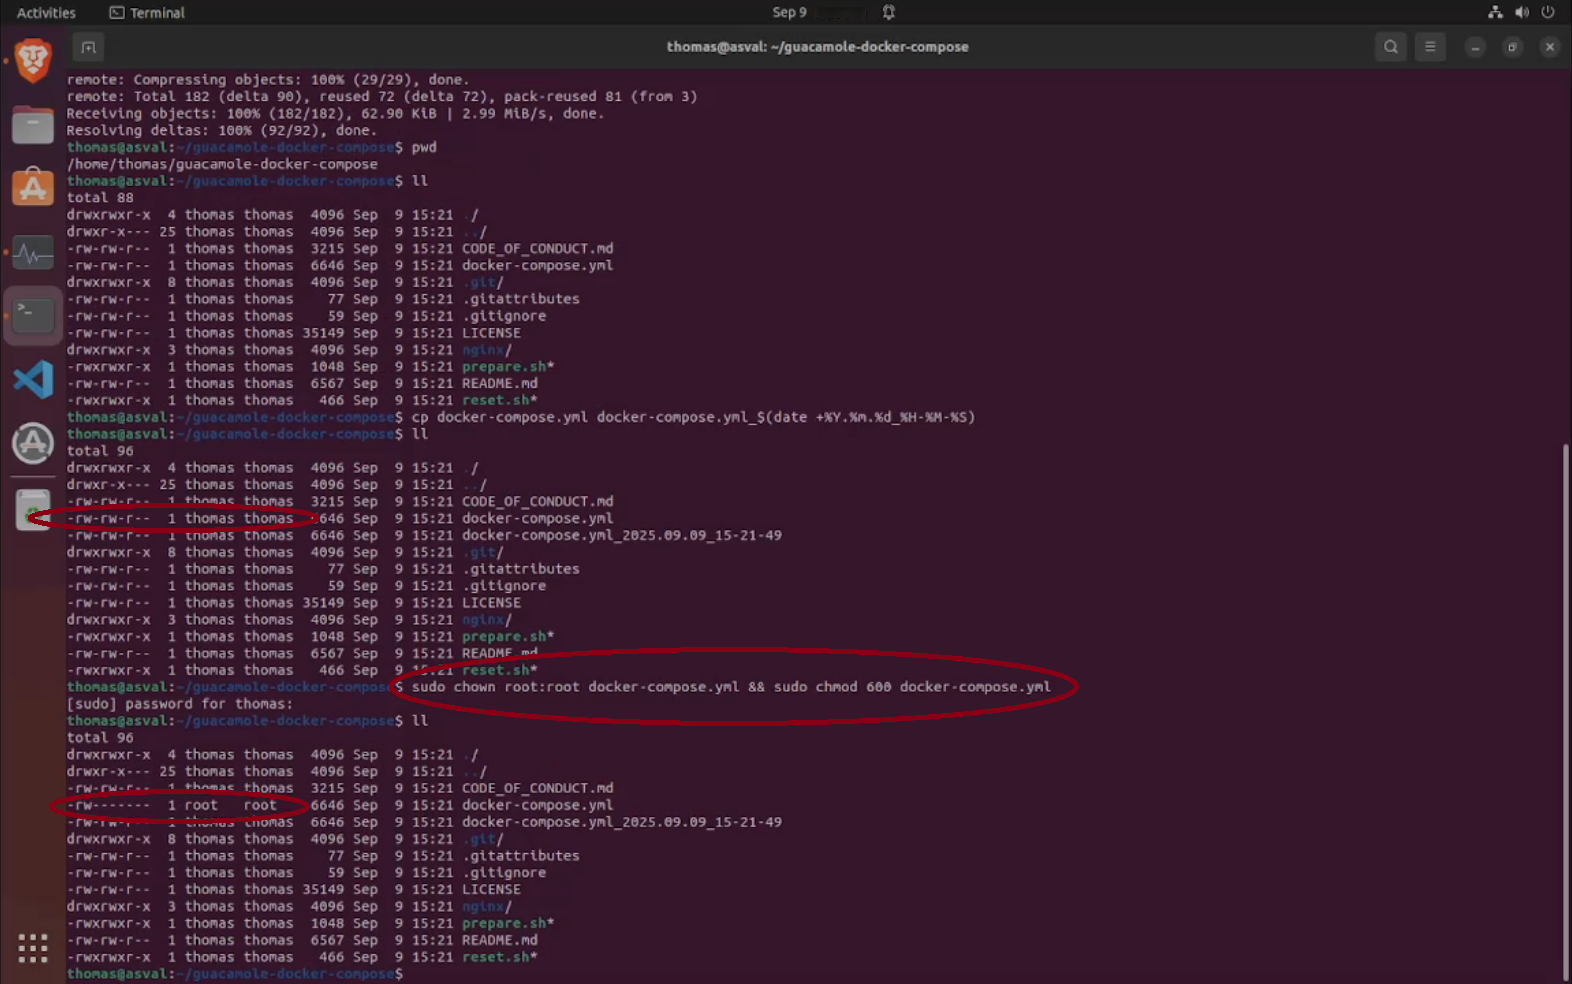 Activities
Terminal
Sep 9
thomas@asval: ~/guacamole-docker-compose
remote: Compressing objects: 100% (29/29), done.
remote: Total 182 (delta 90), reused 72 (delta 72), pack-reused 81 (from 3)
Receiving objects: 100% (182/182), 62.90 KiB | 2.99 MiB/s, done.
Resolving deltas: 100% (92/92), done.
thomas@asval:~/guacamole-docker-compose$ pwd
/home/thomas/guacamole-docker-compose
thomas@asval:~/guacamole-docker-compose$ ll
total 88
drwxrwxr-x  4 thomas thomas  4096 Sep  9 15:21 ./
drwxr-x--- 25 thomas thomas  4096 Sep  9 15:21 ../
-rw-rw-r--  1 thomas thomas  3215 Sep  9 15:21 CODE_OF_CONDUCT.md
-rw-rw-r--  1 thomas thomas  6646 Sep  9 15:21 docker-compose.yml
drwxrwxr-x  8 thomas thomas  4096 Sep  9 15:21 .git/
-rw-rw-r--  1 thomas thomas    77 Sep  9 15:21 .gitattributes
-rw-rw-r--  1 thomas thomas    59 Sep  9 15:21 .gitignore
-rw-rw-r--  1 thomas thomas 35149 Sep  9 15:21 LICENSE
drwxrwxr-x  3 thomas thomas  4096 Sep  9 15:21 nginx/
-rwxrwxr-x  1 thomas thomas  1048 Sep  9 15:21 prepare.sh*
-rw-rw-r--  1 thomas thomas  6567 Sep  9 15:21 README.md
-rwxrwxr-x  1 thomas thomas   466 Sep  9 15:21 reset.sh*
thomas@asval:~/guacamole-docker-compose$ cp docker-compose.yml docker-compose.yml_$(date +%Y.%m.%d_%H-%M-%S)
thomas@asval:~/guacamole-docker-compose$ ll
total 96
drwxrwxr-x  4 thomas thomas  4096 Sep  9 15:21 ./
drwxr-x--- 25 thomas thomas  4096 Sep  9 15:21 ../
-rw-rw-r--  1 thomas thomas  3215 Sep  9 15:21 CODE_OF_CONDUCT.md
-rw-rw-r--  1 thomas thomas  6646 Sep  9 15:21 docker-compose.yml
-rw-rw-r--  1 thomas thomas  6646 Sep  9 15:21 docker-compose.yml_2025.09.09_15-21-49
drwxrwxr-x  8 thomas thomas  4096 Sep  9 15:21 .git/
-rw-rw-r--  1 thomas thomas    77 Sep  9 15:21 .gitattributes
-rw-rw-r--  1 thomas thomas    59 Sep  9 15:21 .gitignore
-rw-rw-r--  1 thomas thomas 35149 Sep  9 15:21 LICENSE
drwxrwxr-x  3 thomas thomas  4096 Sep  9 15:21 nginx/
-rwxrwxr-x  1 thomas thomas  1048 Sep  9 15:21 prepare.sh*
-rw-rw-r--  1 thomas thomas  6567 Sep  9 15:21 README.md
-rwxrwxr-x  1 thomas thomas   466 Sep  9 15:21 reset.sh*
thomas@asval:~/guacamole-docker-compose$ sudo chown root:root docker-compose.yml && sudo chmod 600 docker-compose.yml
[sudo] password for thomas:
thomas@asval:~/guacamole-docker-compose$ ll
total 96
drwxrwxr-x  4 thomas thomas  4096 Sep  9 15:21 ./
drwxr-x--- 25 thomas thomas  4096 Sep  9 15:21 ../
-rw-rw-r--  1 thomas thomas  3215 Sep  9 15:21 CODE_OF_CONDUCT.md
-rw-------  1 root   root    6646 Sep  9 15:21 docker-compose.yml
-rw-rw-r--  1 thomas thomas  6646 Sep  9 15:21 docker-compose.yml_2025.09.09_15-21-49
drwxrwxr-x  8 thomas thomas  4096 Sep  9 15:21 .git/
-rw-rw-r--  1 thomas thomas    77 Sep  9 15:21 .gitattributes
-rw-rw-r--  1 thomas thomas    59 Sep  9 15:21 .gitignore
-rw-rw-r--  1 thomas thomas 35149 Sep  9 15:21 LICENSE
drwxrwxr-x  3 thomas thomas  4096 Sep  9 15:21 nginx/
-rwxrwxr-x  1 thomas thomas  1048 Sep  9 15:21 prepare.sh*
-rw-rw-r--  1 thomas thomas  6567 Sep  9 15:21 README.md
-rwxrwxr-x  1 thomas thomas   466 Sep  9 15:21 reset.sh*
thomas@asval:~/guacamole-docker-compose$